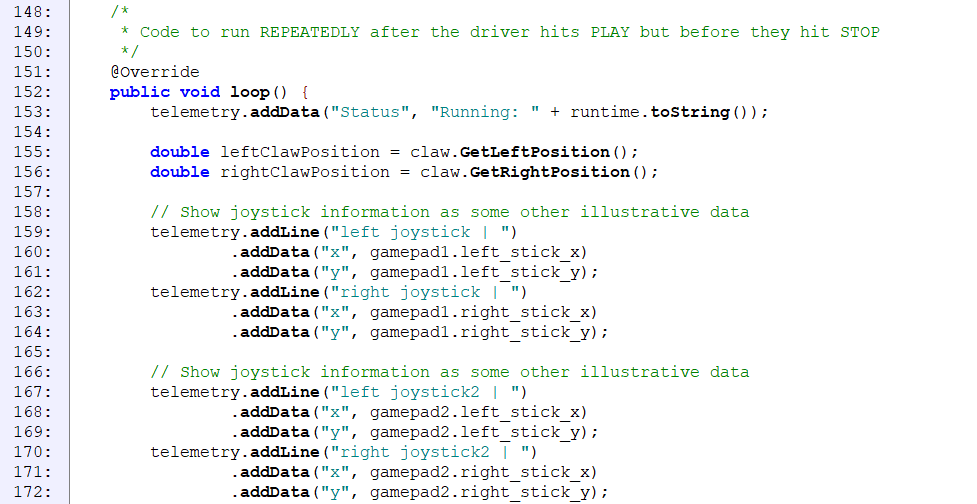 148:      /*
149:       * Code to run REPEATEDLY after the driver hits PLAY but before they hit STOP
150:       */
151:      @Override
152:      public void loop() {
153:          telemetry.addData("Status", "Running: " + runtime.toString());
154:
155:          double leftClawPosition = claw.GetLeftPosition();
156:          double rightClawPosition = claw.GetRightPosition();
157:
158:          // Show joystick information as some other illustrative data
159:          telemetry.addLine("left joystick | ")
160:                  .addData("x", gamepad1.left_stick_x)
161:                  .addData("y", gamepad1.left_stick_y);
162:          telemetry.addLine("right joystick | ")
163:                  .addData("x", gamepad1.right_stick_x)
164:                  .addData("y", gamepad1.right_stick_y);
165:
166:          // Show joystick information as some other illustrative data
167:          telemetry.addLine("left joystick2 | ")
168:                  .addData("x", gamepad2.left_stick_x)
169:                  .addData("y", gamepad2.left_stick_y);
170:          telemetry.addLine("right joystick2 | ")
171:                  .addData("x", gamepad2.right_stick_x)
172:                  .addData("y", gamepad2.right_stick_y);